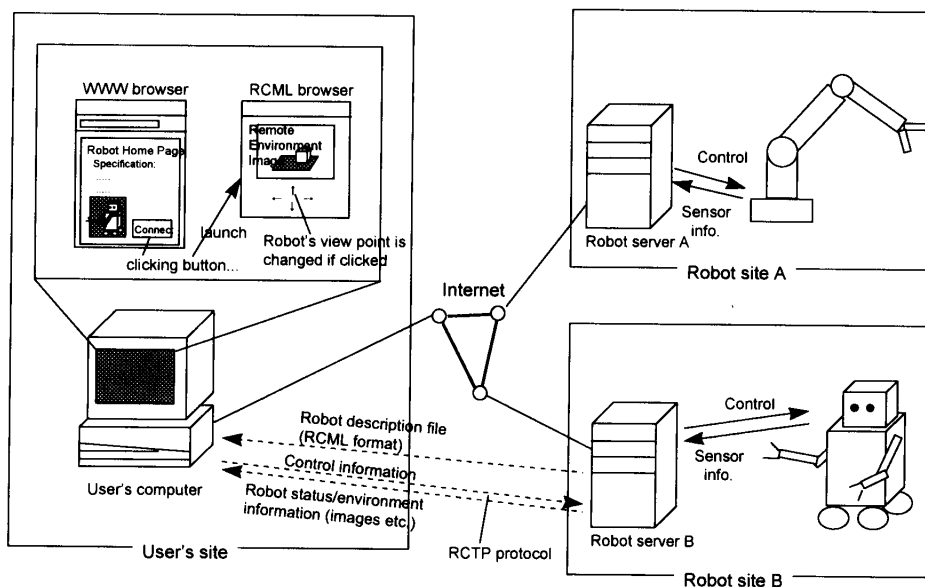 WWW browser
RCML browser
Robot Home Page
Specification:
Connec
clicking button...
launch
Remote
Environment
Imag
Robot's view point is
changed if clicked
User's computer
User's site
Internet
Robot description file
(RCML format)
Control information
Robot status/environment
information (images etc.)
RCTP protocol
Robot server A
Control
Sensor
info.
Robot site A
Robot server B
Control
Sensor
info.
Robot site B